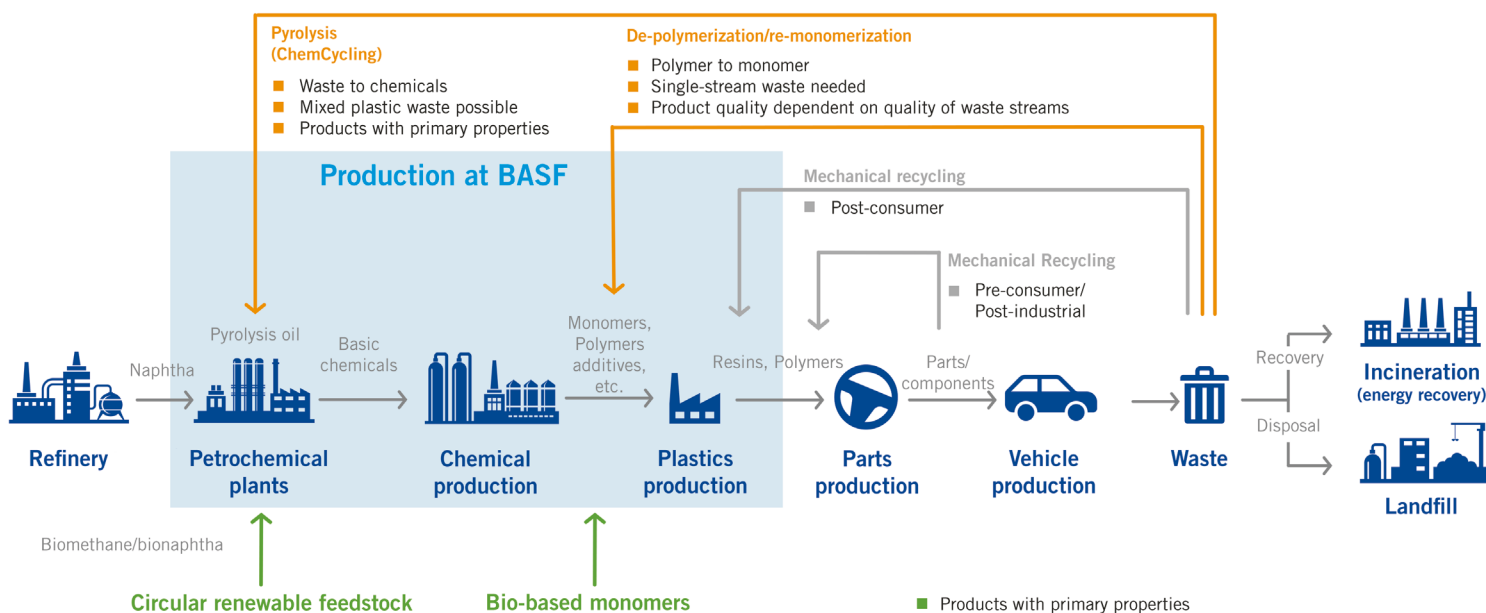 Pyrolysis
(ChemCycling)
Waste to chemicals
Mixed plastic waste possible
Products with primary properties
De-polymerization/re-monomerization
Polymer to monomer
Single-stream waste needed
Product quality dependent on quality of waste streams
Production at BASF
Mechanical recycling
Post-consumer
Mechanical Recycling
Pre-consumer/
Post-industrial
Naphtha
Pyrolysis oil
Basic
chemicals
Monomers,
Polymers
additives,
etc.
Resins, Polymers
Parts/
components
Recovery
Disposal
Refinery
Petrochemical
plants
Chemical
production
Plastics
production
Parts
production
Vehicle
production
Waste
Incineration
(energy recovery)
Landfill
Biomethane/bionaphtha
Circular renewable feedstock
Bio-based monomers
Products with primary properties